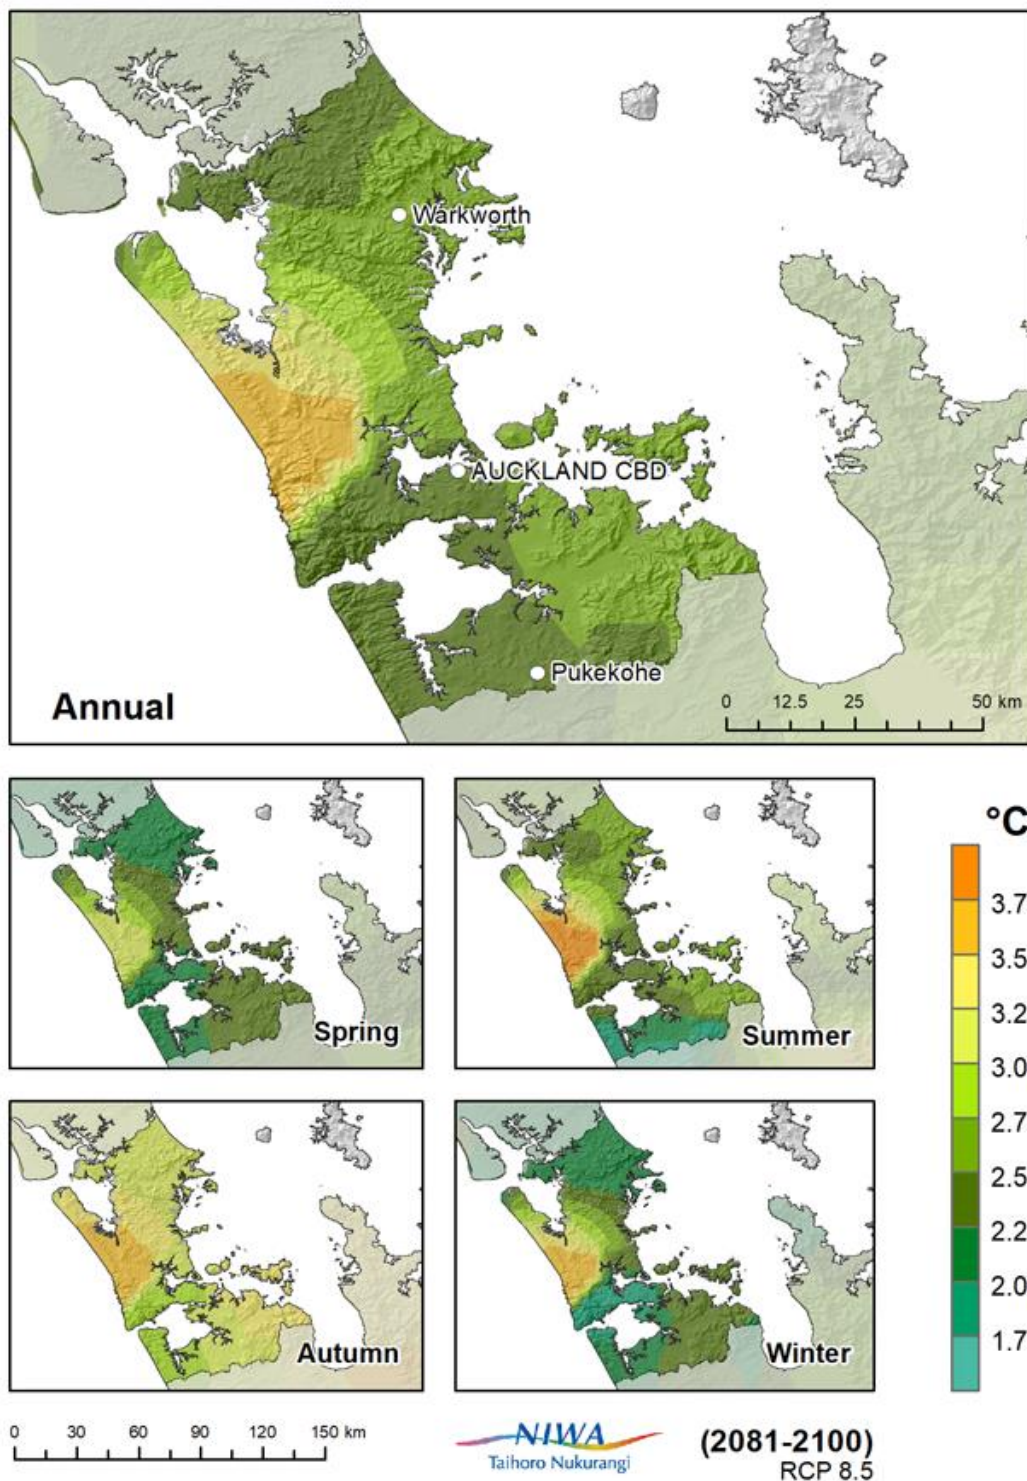 Warkworth
AUCKLAND CBD
Pukekohe
Annual
0 12.5 25 50 km
Spring
Summer
Autumn
Winter
°C
3.7
3.5
3.2
3.0
2.7
2.5
2.2
2.0
1.7
0 30 60 90 120 150 km
NIWA
Taihoro Nukurangi
(2081-2100)
RCP 8.5